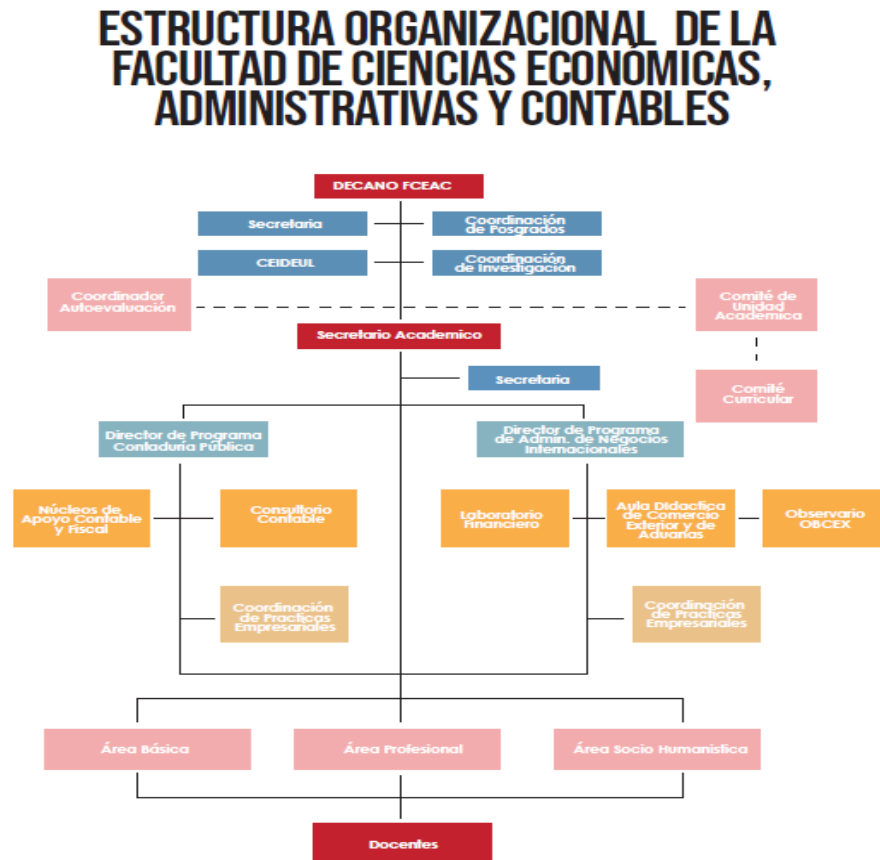 ESTRUCTURA ORGANIZACIONAL DE LA
FACULTAD DE CIENCIAS ECONÓMICAS,
ADMINISTRATIVAS Y CONTABLES
DECANO FCEAC
Secretaria
Coordinación
de Posgrados
CEIDEUL
Coordinación
de Investigación
Coordinador
Autoevaluación
Comité de
Unidad
Académica
Secretario Academico
Secretaria
Comité
Curricular
Director de Programa
Contaduría Pública
Director de Programa
de Admin. de Negocios
Internacionales
Núcleos de
Apoyo Contable
y Fiscal
Consultorio
Contable
Laboratorio
Financiero
Aula Didactica
de Comercio
Exterior y de
Aduanas
Observario
OBCEX
Coordinación
de Practicas
Empresariales
Coordinación
de Practicas
Empresariales
Área Básica
Área Profesional
Área Socio Humanistica
Docentes